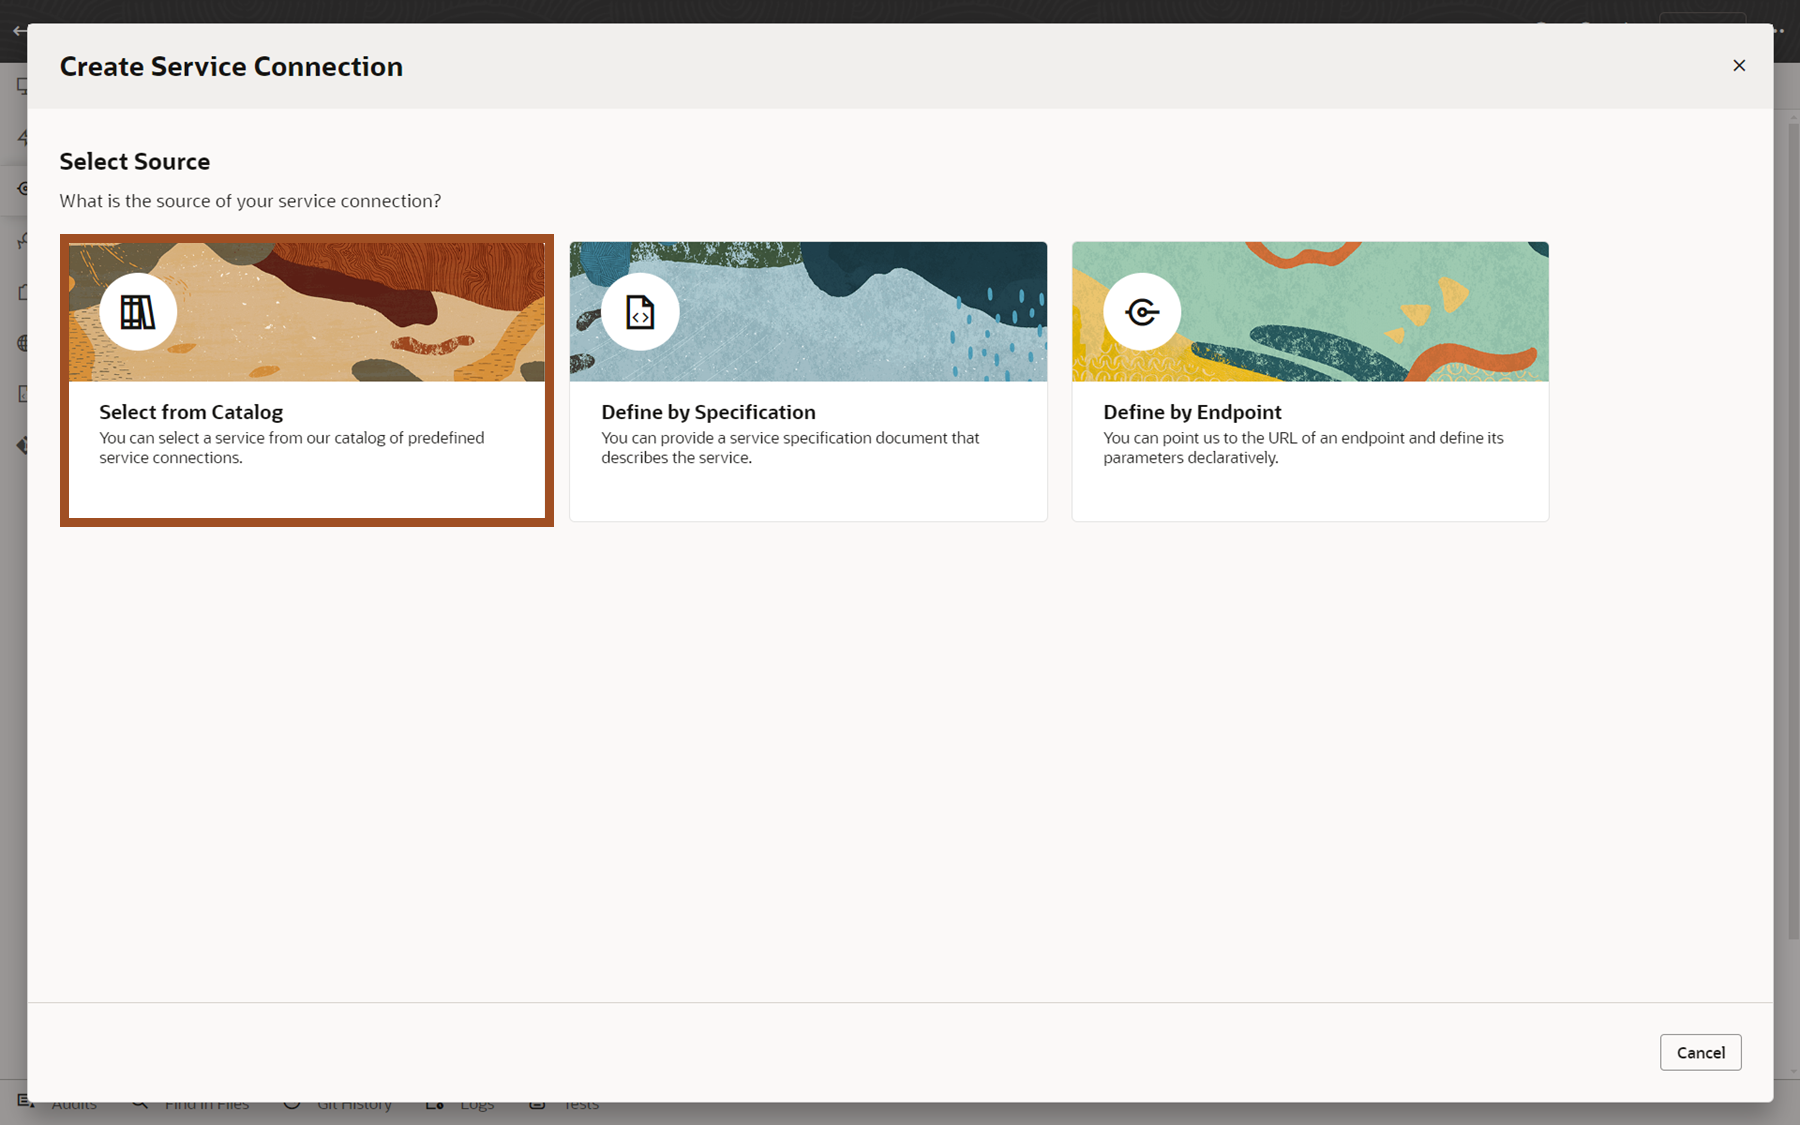 Create Service Connection
Select Source
What is the source of your service connection?
Select from Catalog
You can select a service from our catalog of predefined
service connections.
Define by Specification
You can provide a service specification document that
describes the service.
Define by Endpoint
You can point us to the URL of an endpoint and define its
parameters declaratively.
Cancel
Audits Find in Files Git History Logs Tests